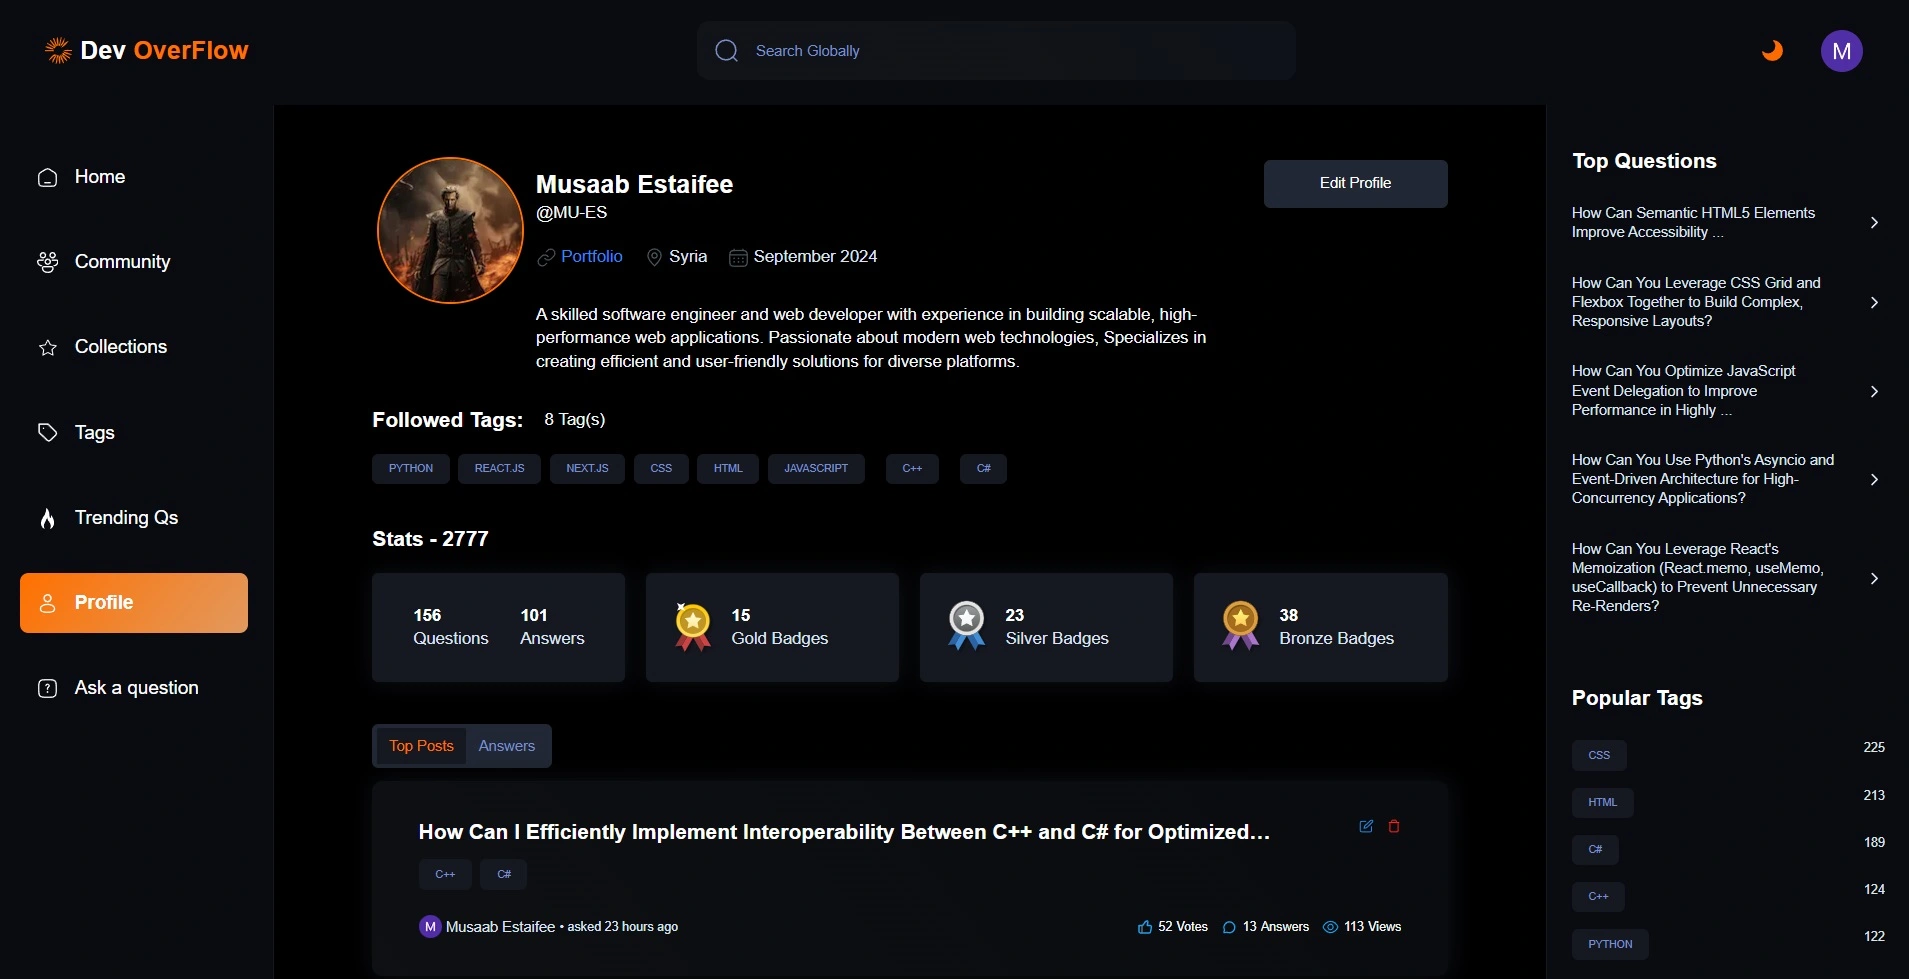 Dev OverFlow
Search Globally
M
Home
Community
Collections
Tags
Trending Qs
Profile
Ask a question
Musaab Estaifee
@MU-ES
Edit Profile
Portfolio Syria September 2024
A skilled software engineer and web developer with experience in building scalable, high-
performance web applications. Passionate about modern web technologies, Specializes in
creating efficient and user-friendly solutions for diverse platforms.
Followed Tags: 8 Tag(s)
PYTHON REACT.JS NEXT.JS CSS HTML JAVASCRIPT C++ C#
Stats - 2777
156 Questions
101 Answers
15 Gold Badges
23 Silver Badges
38 Bronze Badges
Top Posts Answers
How Can I Efficiently Implement Interoperability Between C++ and C# for Optimized...
C++ C#
M Musaab Estaifee • asked 23 hours ago
52 Votes 13 Answers 113 Views
Top Questions
How Can Semantic HTML5 Elements
Improve Accessibility ...
How Can You Leverage CSS Grid and
Flexbox Together to Build Complex,
Responsive Layouts?
How Can You Optimize JavaScript
Event Delegation to Improve
Performance in Highly ...
How Can You Use Python's Asyncio and
Event-Driven Architecture for High-
Concurrency Applications?
How Can You Leverage React's
Memoization (React.memo, useMemo,
useCallback) to Prevent Unnecessary
Re-Renders?
Popular Tags
CSS 225
HTML 213
C# 189
C++ 124
PYTHON 122